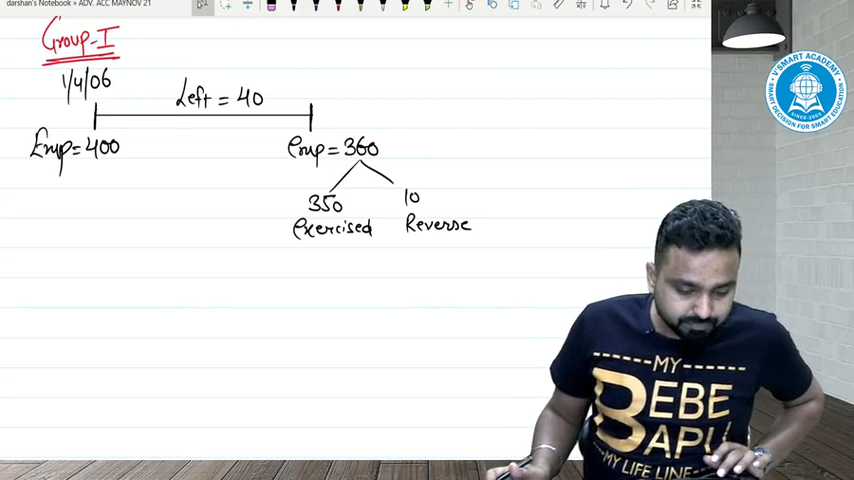 darshan's Notebook » ADV. ACC MAYNOV 21
Group-I
1/4/06
Left = 40
Emp=400
Emp=360
350
10
Exercised
Reverse
V'SMART ACADEMY
SMART DECISION FOR SMART EDUCATION
SINCE-2005
MY
BEBE
BAPU
MY LIFE LINE